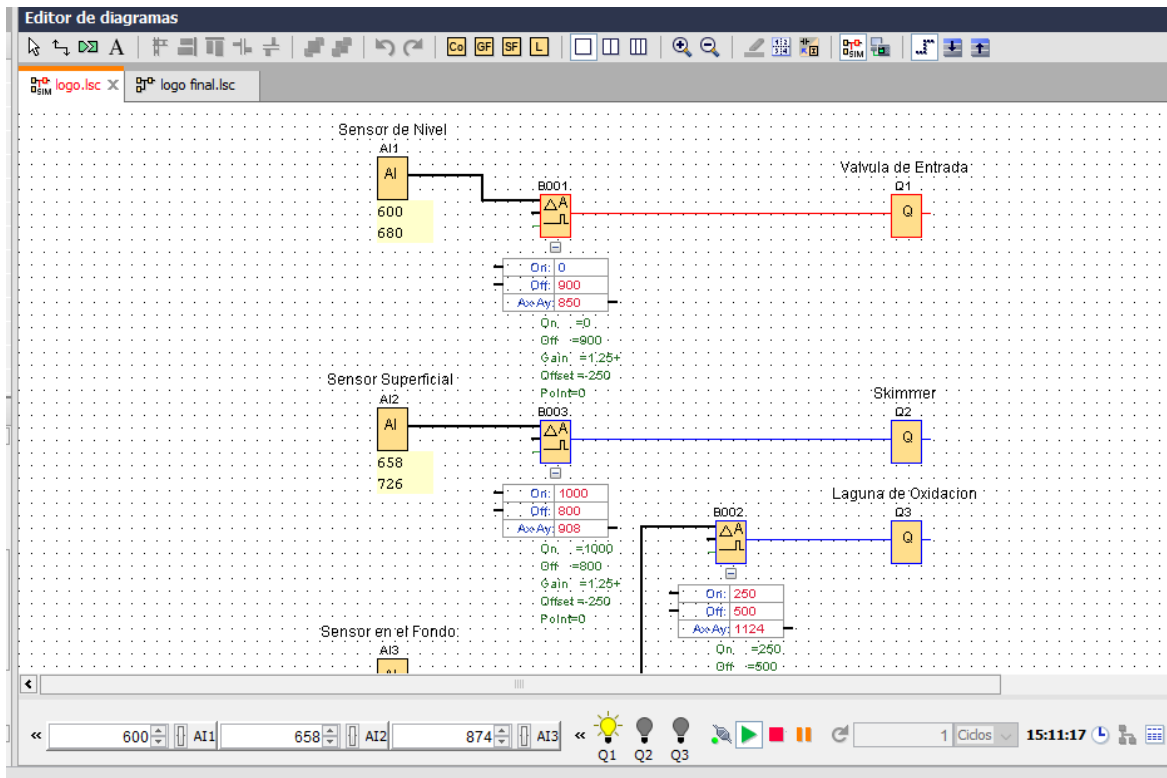 Editor de diagramas
A Co GF SF L
logo.lsc logo final.lsc
Sensor de Nivel
AI1
AI
600
680
B001
A
Valvula de Entrada
Q1
Q
On: 0
Off: 900
Ax-Ay: 850
On =0
Off =900
Gain =1.25+
Offset =-250
Point=0
Sensor Superficial
AI2
AI
658
726
B003
A
Skimmer
Q2
Q
On: 1000
Off: 800
Ax-Ay: 908
On =1000
Off =800
Gain =1.25+
Offset =-250
Point=0
Laguna de Oxidacion
B002
A
Q3
Q
On: 250
Off: 500
Ax-Ay: 1124
On =250
Off =500
Sensor en el Fondo
AI3
AI
« 600 AI1 658 AI2 874 AI3 « Q1 Q2 Q3 1 Ciclos 15:11:17